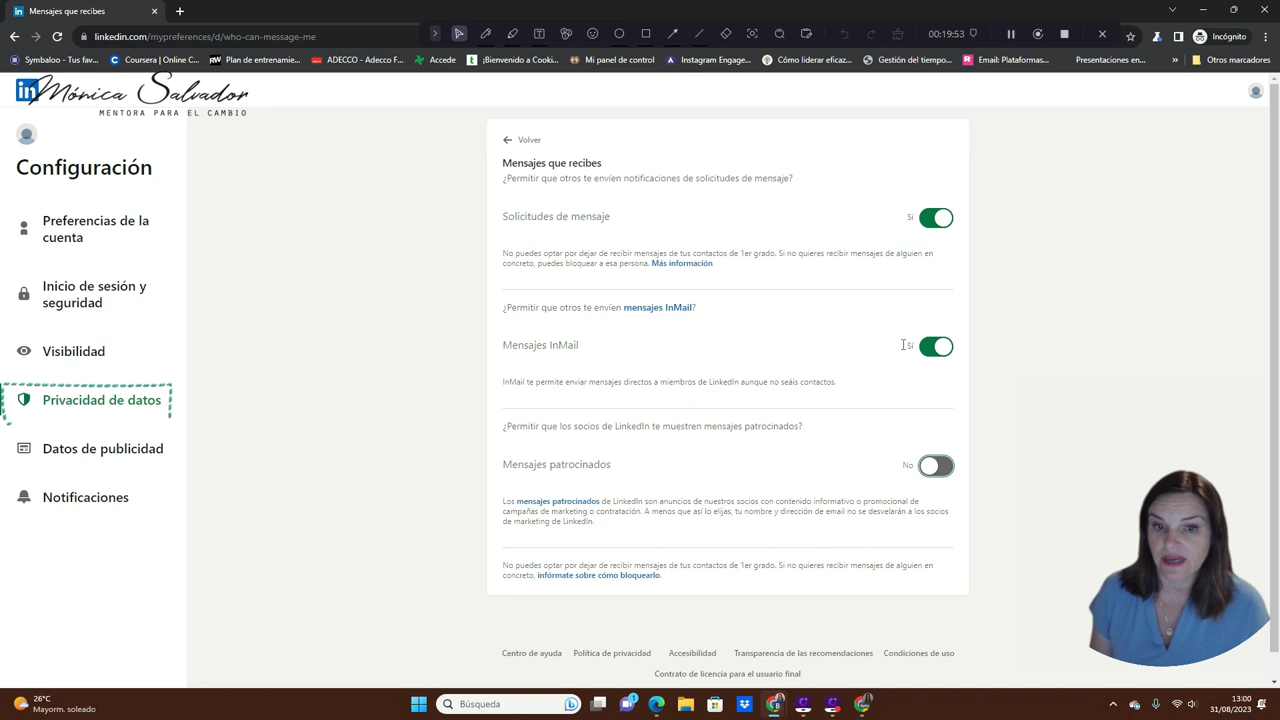 Mensajes en
linkedin.com/mypreferences/d/who-can-message-me
00:19:53
Incógnito
Symbaloo - Tus fav...
Coursera | Online C...
Plan de entrenamie...
ADECCO - Adecco F...
Accede
¡Bienvenido a Cooli...
Mi panel de control
Instagram Engage...
Cómo liderar eficaz...
Gestión del tiempo...
Email: Plataformas...
Presentaciones en...
»
Otros marcadores
in
Mónica Salvador
MENTORA PARA EL CAMBIO
Configuración
Preferencias de la
cuenta
Inicio de sesión y
seguridad
Visibilidad
Privacidad de datos
Datos de publicidad
Notificaciones
Volver
Mensajes que recibes
¿Permitir que otros te envíen notificaciones de solicitudes de mensaje?
Solicitudes de mensaje
Sí
No puedes optar por dejar de recibir mensajes de tus contactos de 1er grado. Si no quieres recibir mensajes de alguien en
concreto, puedes bloquear a esa persona. Más información
¿Permitir que otros te envíen mensajes InMail?
Mensajes InMail
Sí
InMail te permite enviar mensajes directos a miembros de LinkedIn aunque no seáis contactos.
¿Permitir que los socios de LinkedIn te muestren mensajes patrocinados?
Mensajes patrocinados
No
Los mensajes patrocinados de LinkedIn son anuncios de nuestros socios con contenido informativo o promocional de
campañas de marketing o contratación. A menos que así lo elijas, tu nombre y dirección de email no se desvelarán a los socios
de marketing de LinkedIn.
No puedes optar por dejar de recibir mensajes de tus contactos de 1er grado. Si no quieres recibir mensajes de alguien en
concreto, infórmate sobre cómo bloquearlo.
Centro de ayuda
Política de privacidad
Accesibilidad
Transparencia de las recomendaciones
Condiciones de uso
Contrato de licencia para el usuario final
26°C
Mayorm. soleado
Búsqueda
13:00
31/08/2023